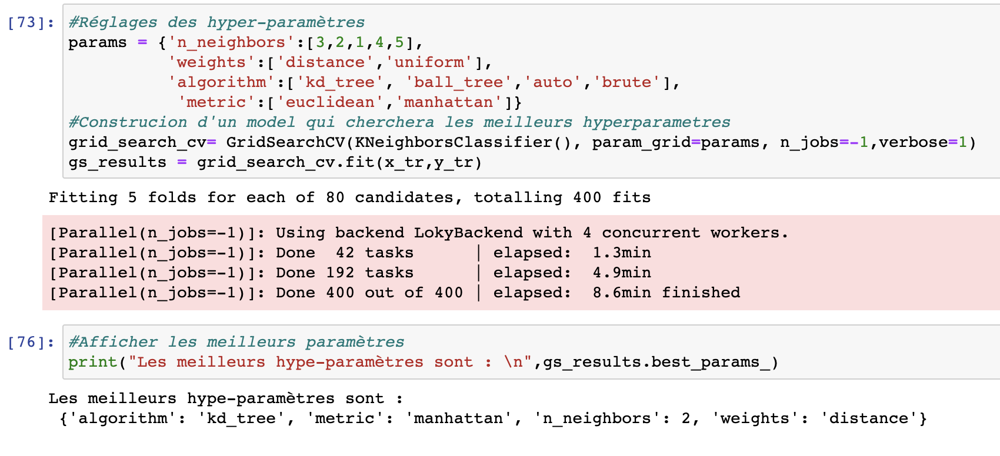 [73]: #Réglages des hyper-paramètres
params = {'n_neighbors':[3,2,1,4,5],
'weights':['distance','uniform'],
'algorithm':['kd_tree', 'ball_tree','auto','brute'],
'metric':['euclidean','manhattan']}
#Construcion d'un model qui cherchera les meilleurs hyperparametres
grid_search_cv= GridSearchCV(KNeighborsClassifier(), param_grid=params, n_jobs=-1,verbose=1)
gs_results = grid_search_cv.fit(x_tr,y_tr)
Fitting 5 folds for each of 80 candidates, totalling 400 fits
[Parallel(n_jobs=-1)]: Using backend LokyBackend with 4 concurrent workers.
[Parallel(n_jobs=-1)]: Done  42 tasks      | elapsed:  1.3min
[Parallel(n_jobs=-1)]: Done 192 tasks      | elapsed:  4.9min
[Parallel(n_jobs=-1)]: Done 400 out of 400 | elapsed:  8.6min finished
[76]: #Afficher les meilleurs paramètres
print("Les meilleurs hype-paramètres sont : \n",gs_results.best_params_)
Les meilleurs hype-paramètres sont :
{'algorithm': 'kd_tree', 'metric': 'manhattan', 'n_neighbors': 2, 'weights': 'distance'}